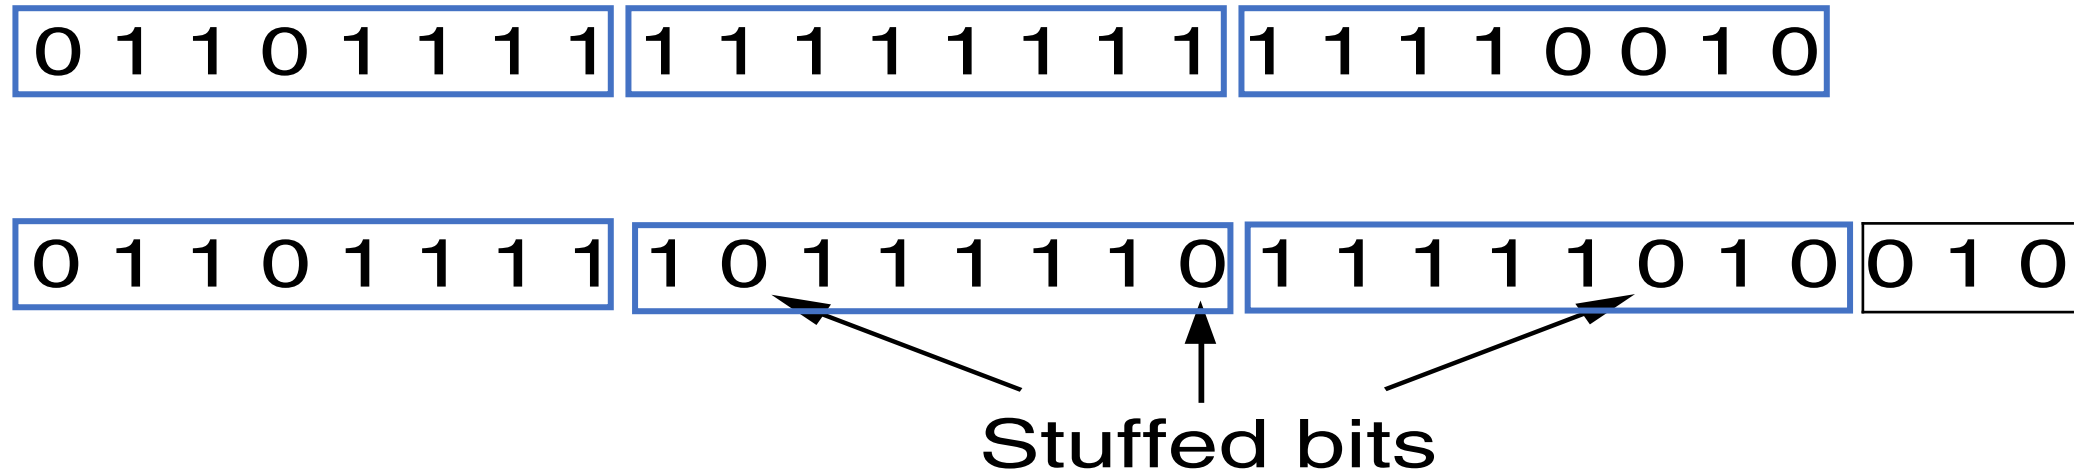 0 1 1 0 1 1 1 1 1 1 1 1 1 1 1 1 1 1 1 1 0 0 1 0
0 1 1 0 1 1 1 1 1 0 1 1 1 1 1 0 1 1 1 1 1 0 1 0 0 1 0
Stuffed bits